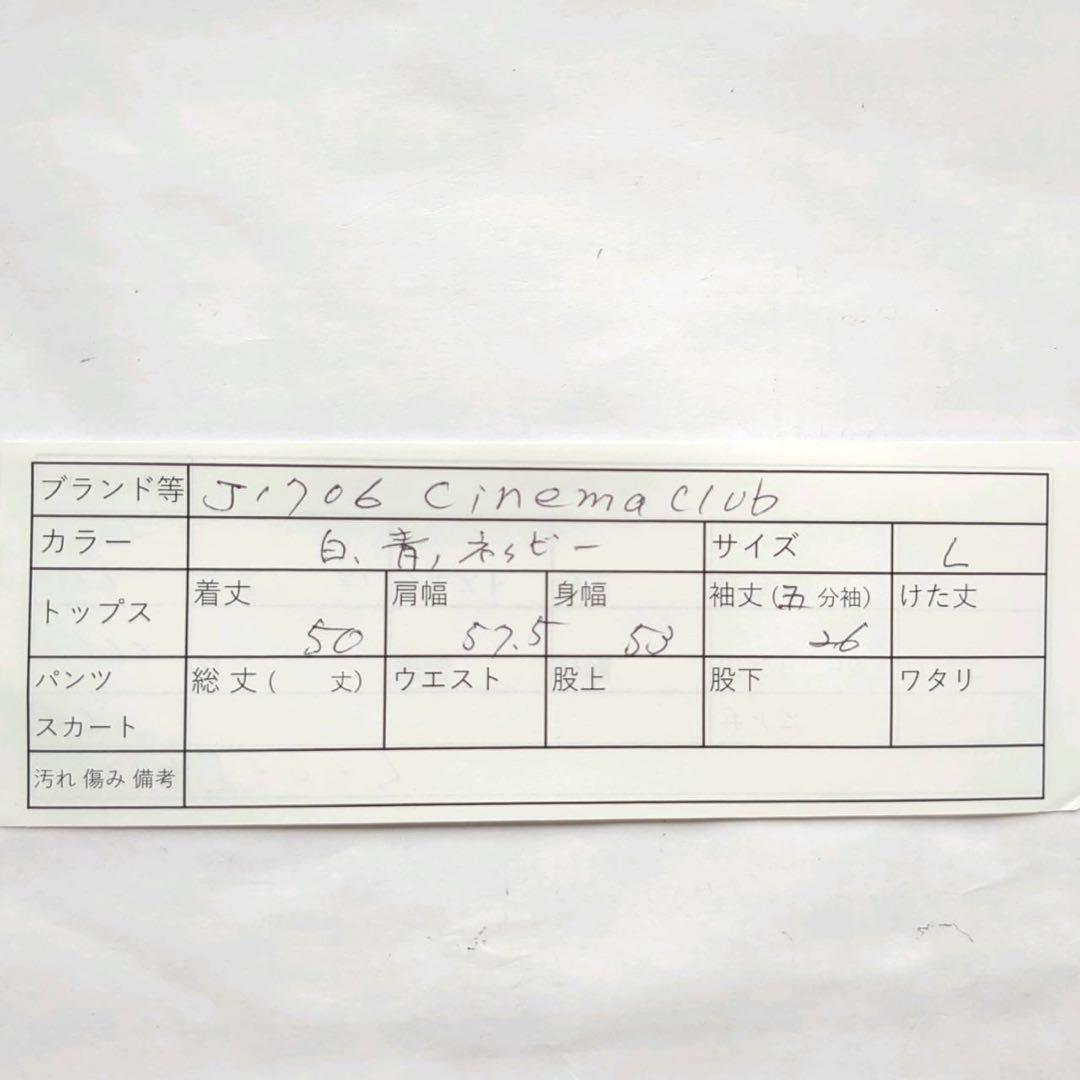 ブランド等 J1706 Cinema Club
カラー 白、青、ネッビー サイズ L
トップス 着丈 50 肩幅 57.5 身幅 53 袖丈(五分袖) 26 けた丈
パンツ 総丈(　丈) ウエスト 股上 股下 ワタリ
スカート
汚れ 傷み 備考